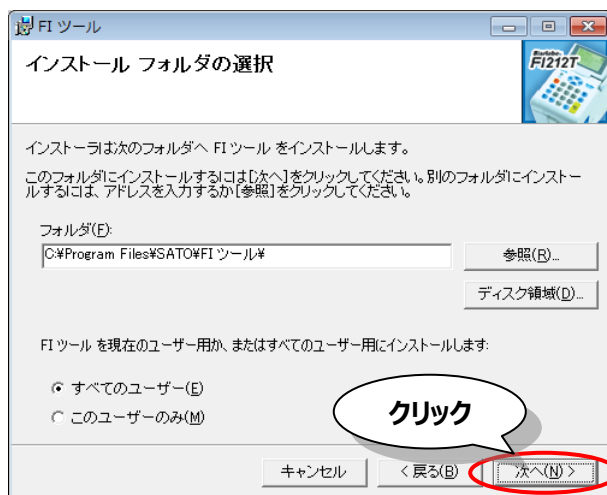 FI ツール
インストール フォルダの選択
Barlabe
FI212T
インストーラは次のフォルダへ FI ツール をインストールします。
このフォルダにインストールするには[次へ]をクリックしてください。別のフォルダにインストー
ルするには、アドレスを入力するか[参照]をクリックしてください。
フォルダ(F):
C:¥Program Files¥SATO¥FI ツール¥
参照(R)...
ディスク領域(D)...
FI ツール を現在のユーザー用か、またはすべてのユーザー用にインストールします:
すべてのユーザー(E)
このユーザーのみ(M)
クリック
キャンセル
< 戻る(B)
次へ(N) >